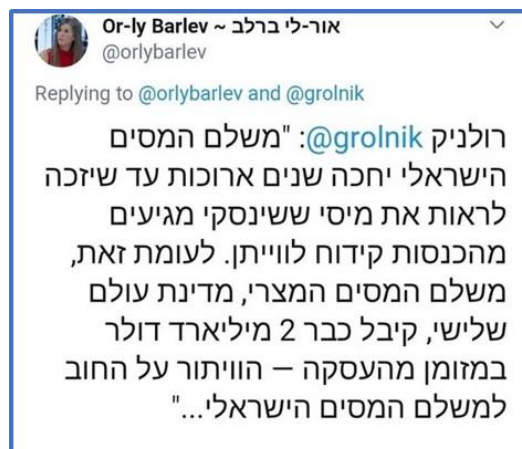 Or-ly Barlev ~ אור-לי ברלב
@orlybarlev
Replying to @orlybarlev and @grolnik
רולניק @grolnik: "משלם המסים
הישראלי יחכה שנים ארוכות עד שיזכה
לראות את מיסי ששינסקי מגיעים
מהכנסות קידוח לווייתן. לעומת זאת,
משלם המסים המצרי, מדינת עולם
שלישי, קיבל כבר 2 מיליארד דולר
במזומן מהעסקה – הוויתור על החוב
למשלם המסים הישראלי..."